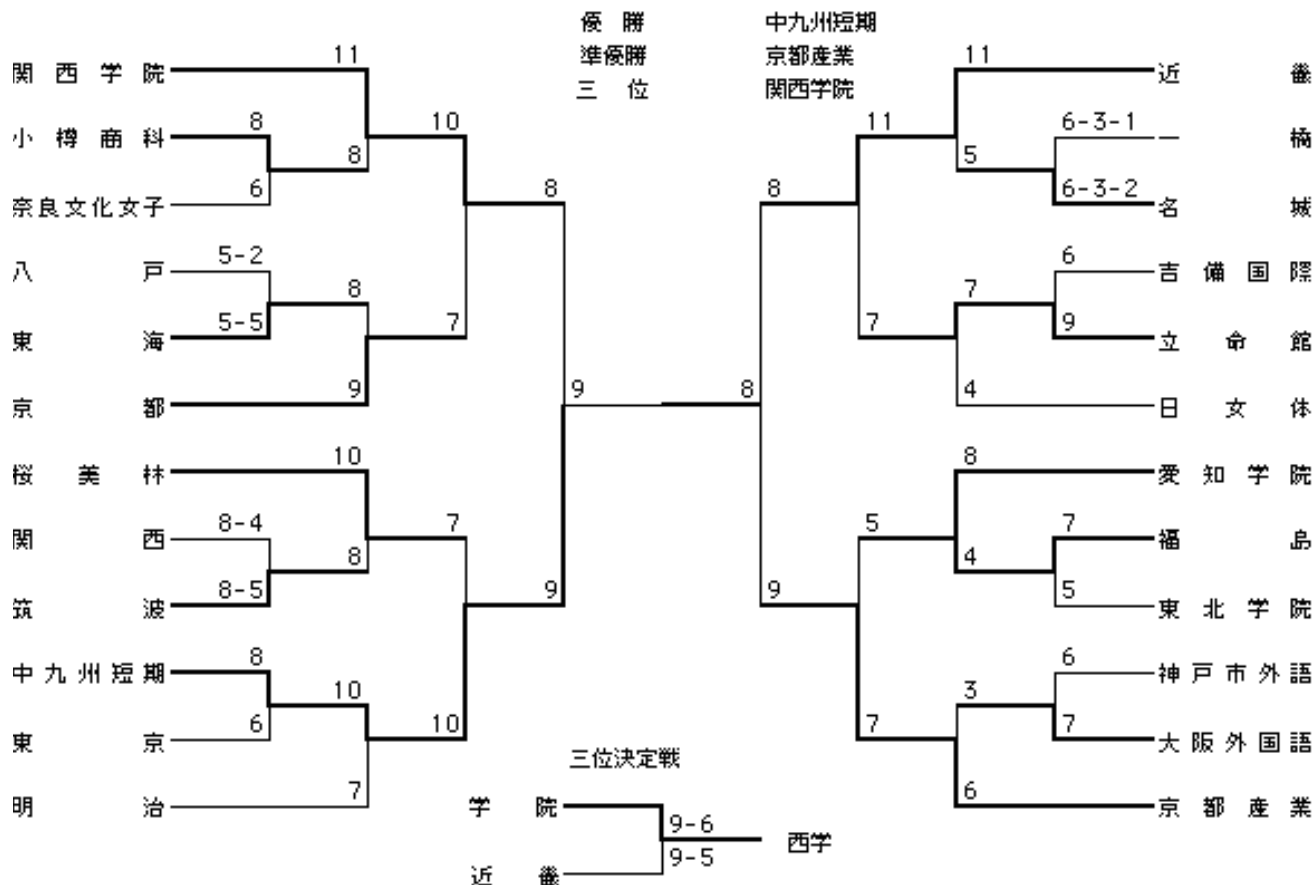 優勝 中九州短期
準優勝 京都産業
三位 関西学院
関西学院
11
小樽商科
8
8
10
奈良文化女子
6
8
八戸
5-2
東海
5-5
8
7
京都
9
9
桜美林
10
関西
8-4
7
筑波
8-5
8
9
中九州短期
8
10
東京
6
10
明治
7
近畿
11
一橋
6-3-1
5
11
名城
6-3-2
8
吉備国際
6
7
立命館
9
7
日女体
4
8
愛知学院
8
福島
7
4
5
東北学院
5
9
神戸市外語
6
3
大阪外国語
7
7
京都産業
6
三位決定戦
学院
9-6
西学
9-5
近畿